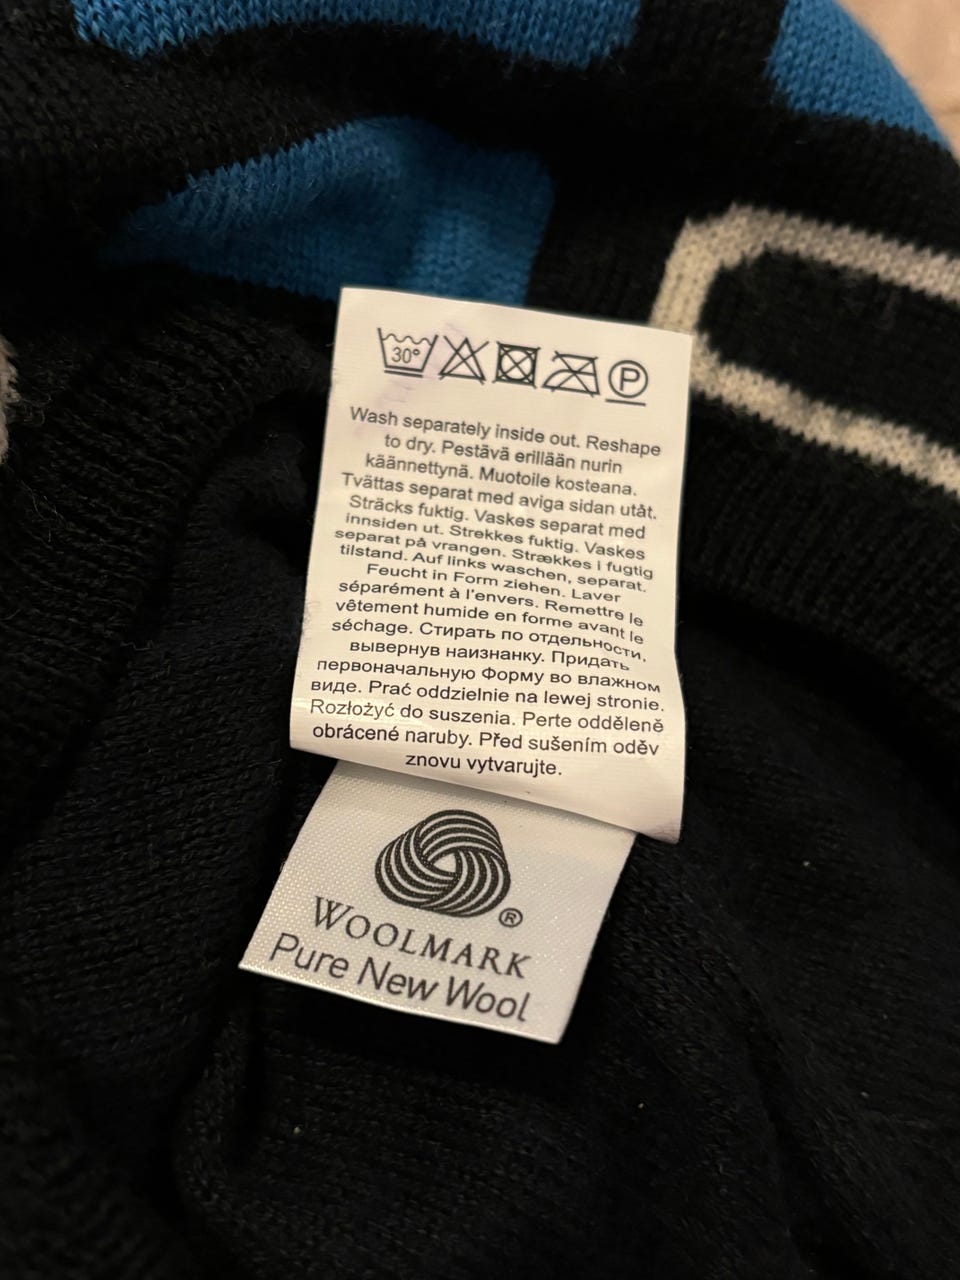 30°
P
Wash separately inside out. Reshape
to dry. Pestävä erillään nurin
käännettynä. Muotoile kosteana.
Tvättas separat med aviga sidan utåt.
Sträcks fuktig. Vaskes separat med
innsiden ut. Strekkes fuktig. Vaskes
separat på vrangen. Strækkes i fugtig
tilstand. Auf links waschen, separat.
Feucht in Form ziehen. Laver
séparément à l'envers. Remettre le
vêtement humide en forme avant le
séchage. Стирать по отдельности,
вывернув наизнанку. Придать
первоначальную Форму во влажном
виде. Prać oddzielnie na lewej stronie.
Rozłożyć do suszenia. Perte odděleně
obrácené naruby. Před sušením oděv
znovu vytvarujte.
®
WOOLMARK
Pure New Wool